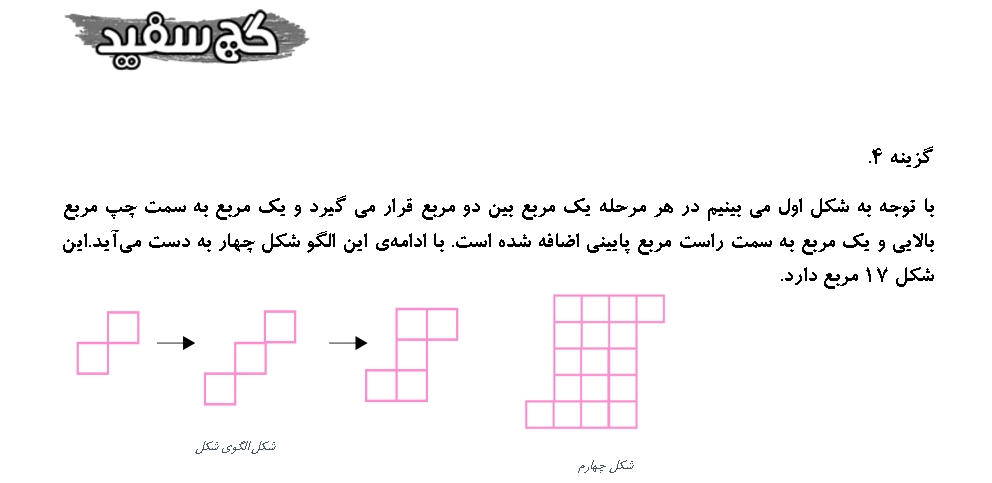 گچ سفید
گزینه ۴.
با توجه به شکل اول می بینیم در هر مرحله یک مربع بین دو مربع قرار می گیرد و یک مربع به سمت چپ مربع
بالایی و یک مربع به سمت راست مربع پایینی اضافه شده است. با ادامه‌ی این الگو شکل چهار به دست می‌آید.این
شکل ۱۷ مربع دارد.
شکل الگوی شکل
شکل چهارم